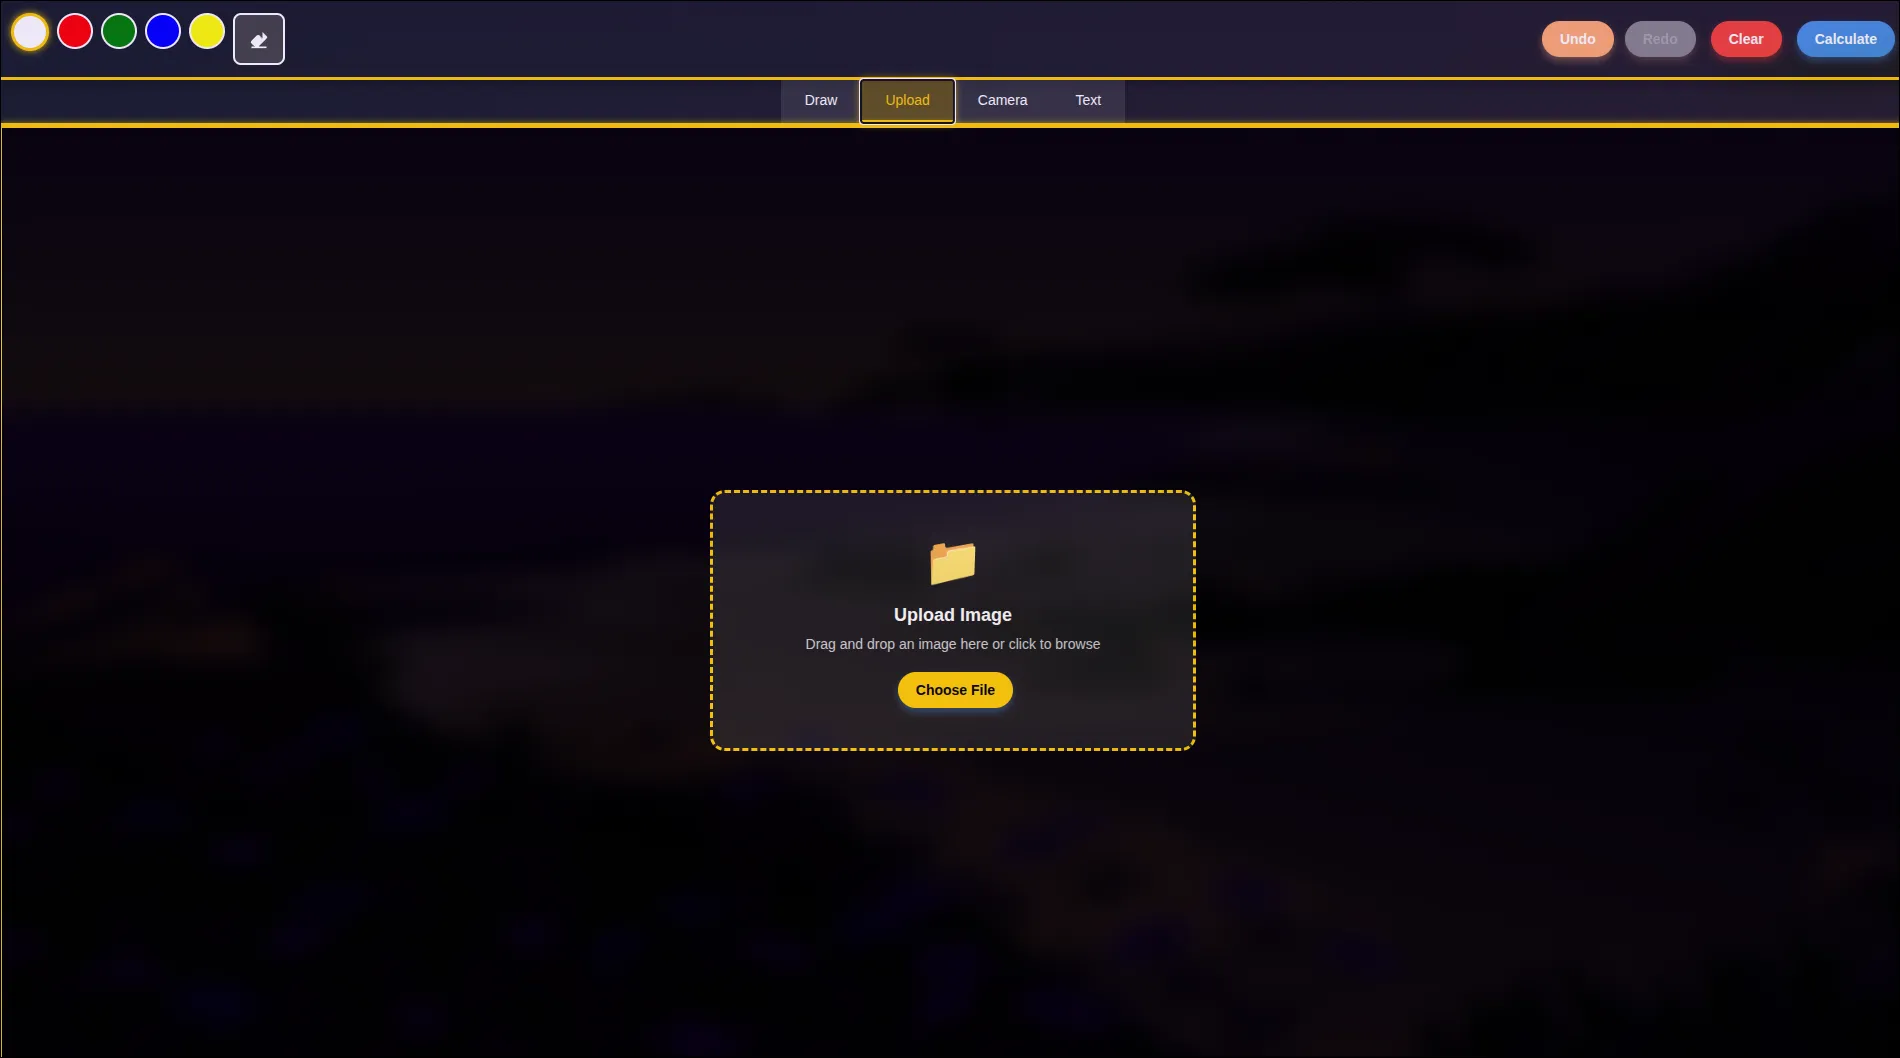 Undo Redo Clear Calculate
Draw Upload Camera Text
Upload Image
Drag and drop an image here or click to browse
Choose File